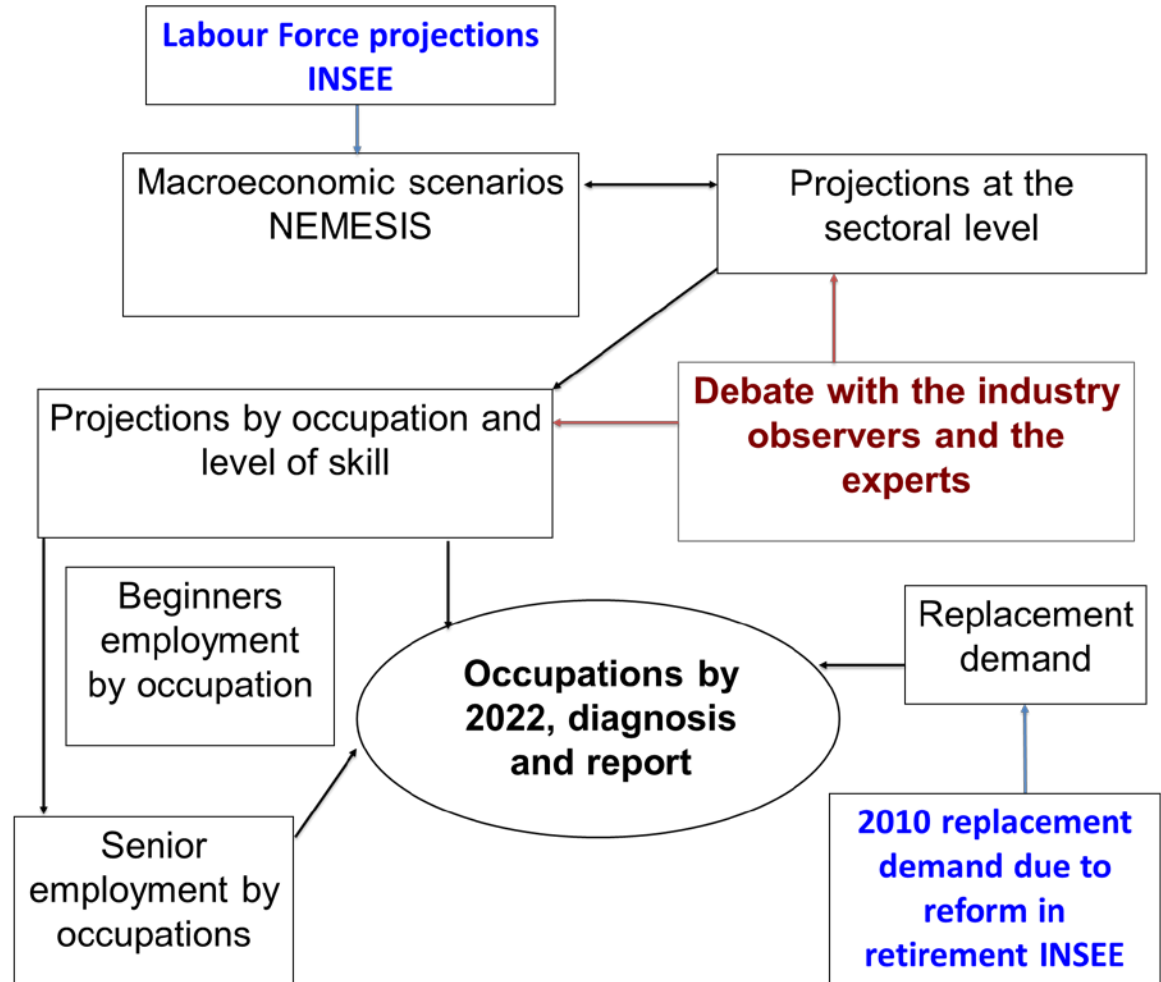 Labour Force projections
INSEE
Macroeconomic scenarios
NEMESIS
Projections at the
sectoral level
Projections by occupation and
level of skill
Debate with the industry
observers and the
experts
Beginners
employment
by occupation
Occupations by
2022, diagnosis
and report
Replacement
demand
Senior
employment by
occupations
2010 replacement
demand due to
reform in
retirement INSEE